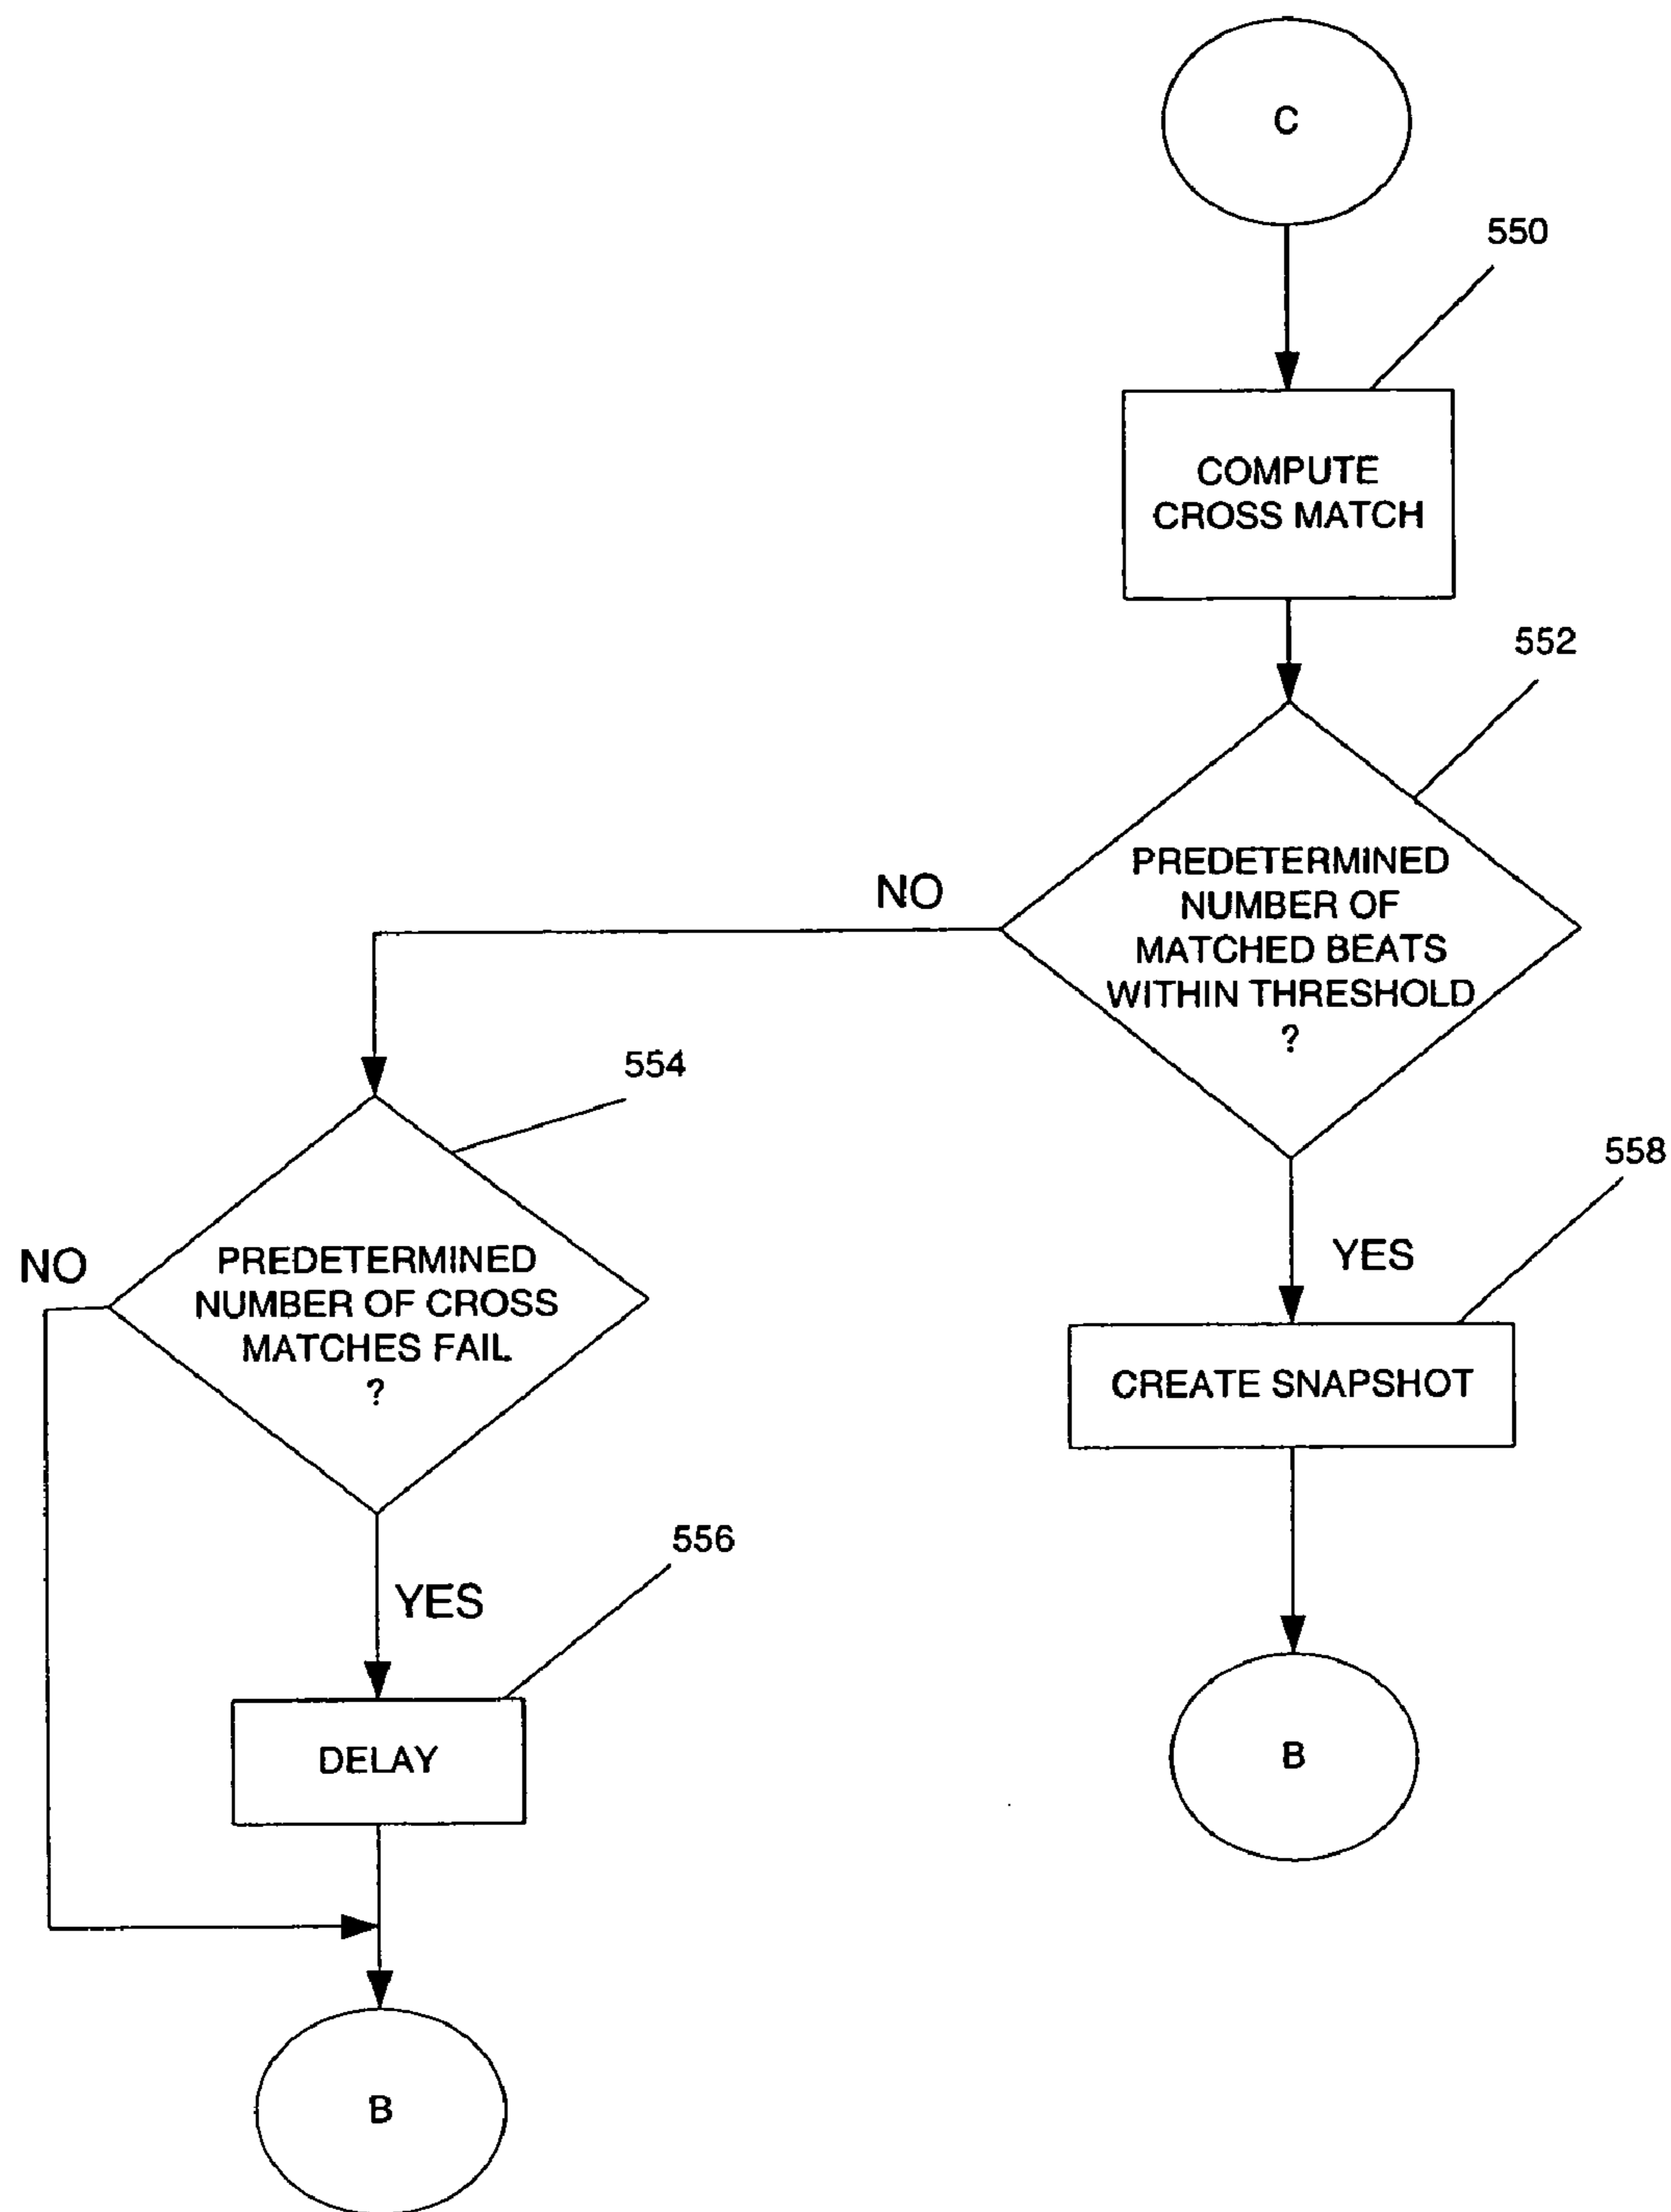 C
550
COMPUTE
CROSS MATCH
552
PREDETERMINED
NUMBER OF
MATCHED BEATS
WITHIN THRESHOLD
?
NO
554
558
YES
PREDETERMINED
NUMBER OF CROSS
MATCHES FAIL
?
NO
CREATE SNAPSHOT
556
YES
DELAY
B
B